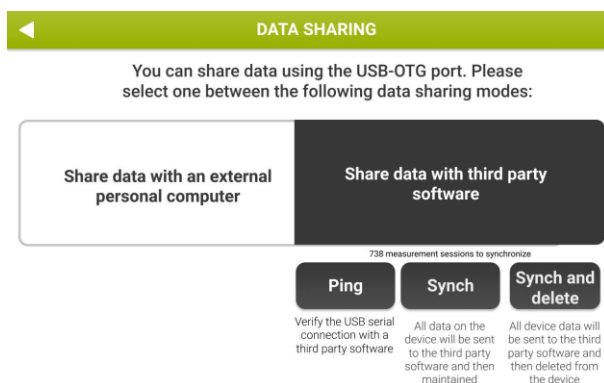 DATA SHARING
You can share data using the USB-OTG port. Please
select one between the following data sharing modes:
Share data with an external
personal computer
Share data with third party
software
738 measurement sessions to synchronize
Ping
Verify the USB serial
connection with a
third party software
Synch
All data on the
device will be sent
to the third party
software and then
maintained
Synch and
delete
All device data will
be sent to the third
party software and
then deleted from
the device